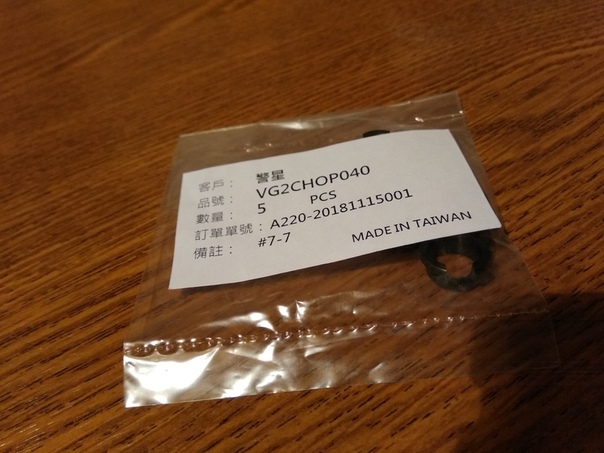 客戶： 警星
品號： VG2CHOP040
數量： 5 PCS
訂單單號：A220-20181115001
備註： #7-7
MADE IN TAIWAN